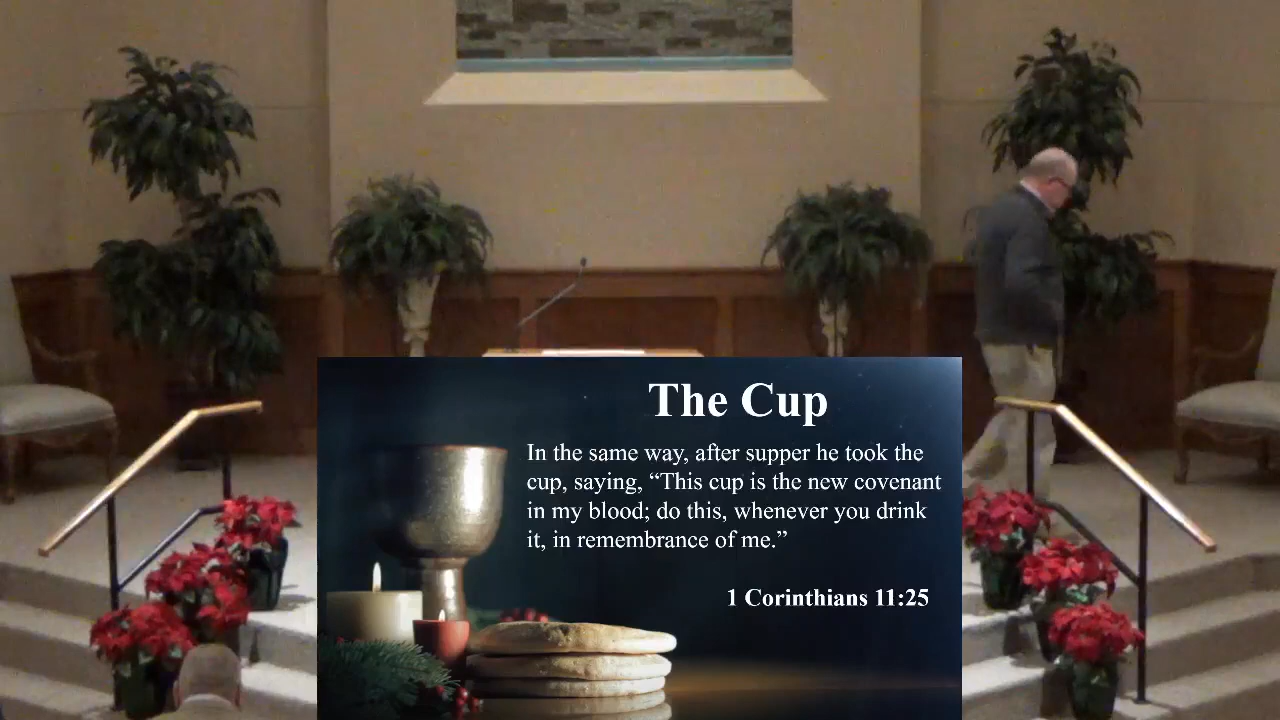 The Cup
In the same way, after supper he took the
cup, saying, “This cup is the new covenant
in my blood; do this, whenever you drink
it, in remembrance of me.”
1 Corinthians 11:25